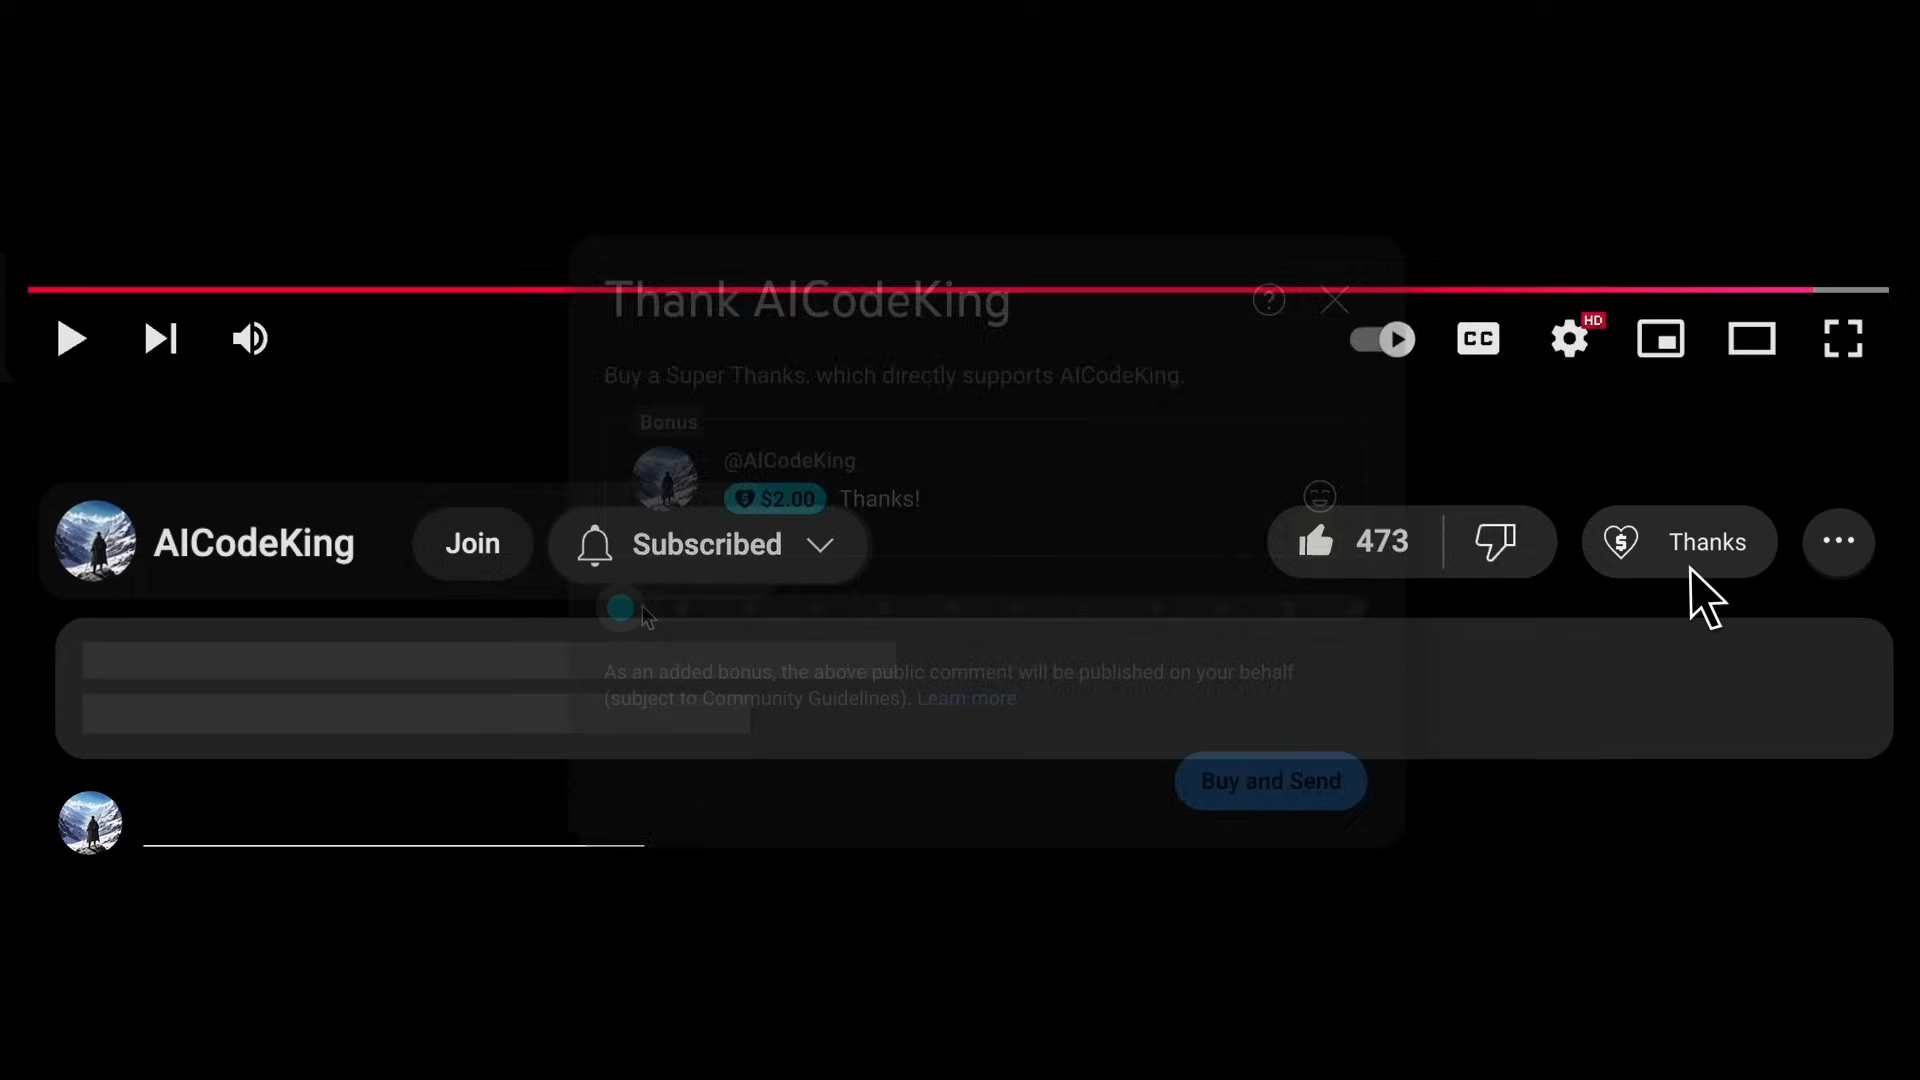 Thank AICodeKing
HD
CC
Buy a Super Thanks. which directly supports AICodeKing.
Bonus
@AICodeKing
$2.00 Thanks!
AICodeKing
Join
Subscribed
473
Thanks
As an added bonus, the above public comment will be published on your behalf
(subject to Community Guidelines). Learn more
Buy and Send